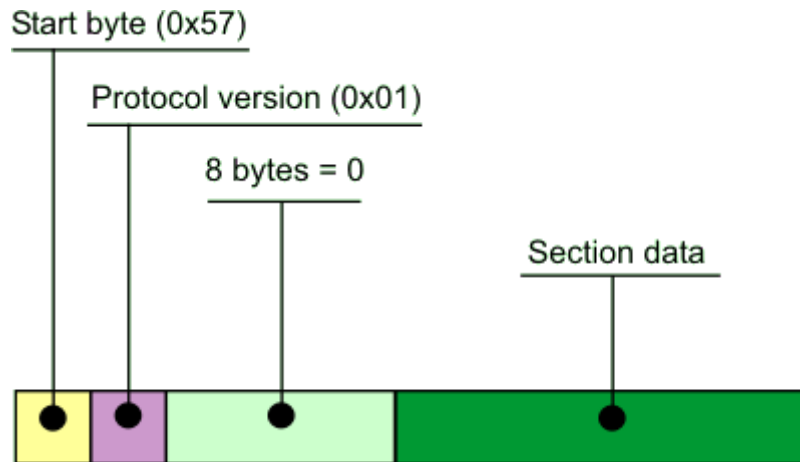 Start byte (0x57)
Protocol version (0x01)
8 bytes = 0
Section data